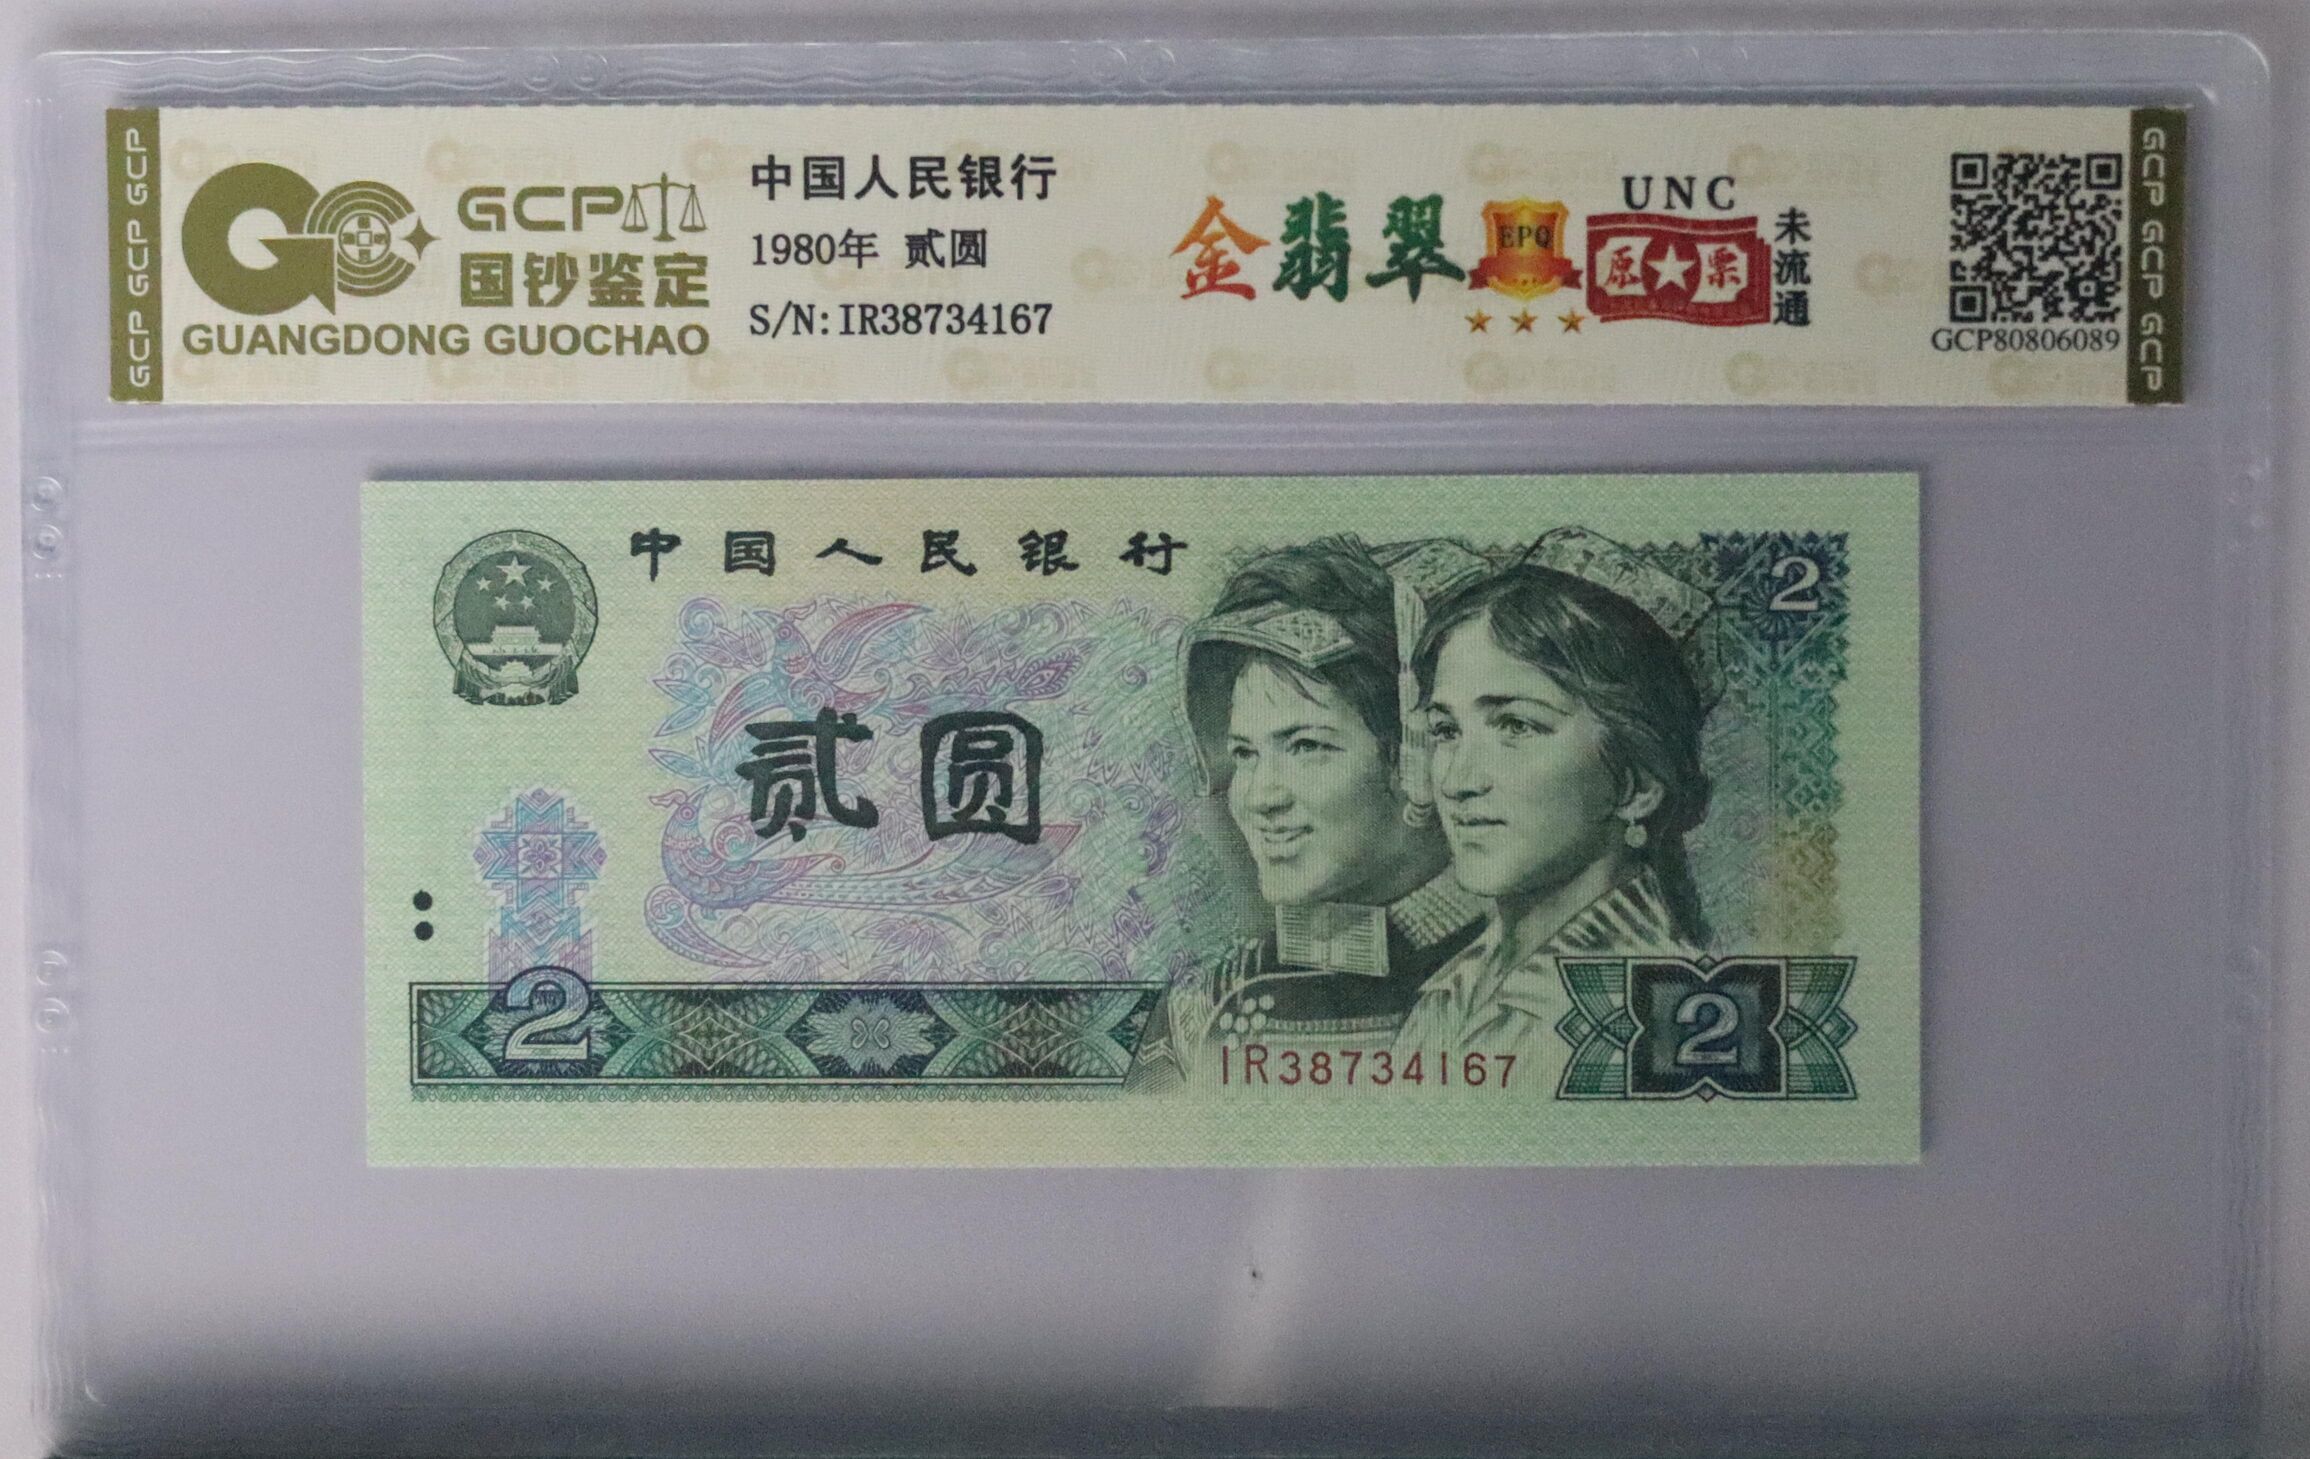 GCP GCP GCP
GCP
国钞鉴定
GUANGDONG GUOCHAO
中国人民银行
1980年 贰圆
S/N:IR38734167
金翡翠
EPQ
UNC
原★票
未流通
GCP80806089
GCP GCP GCP
中国人民银行
2
贰圆
2
IR38734167
2